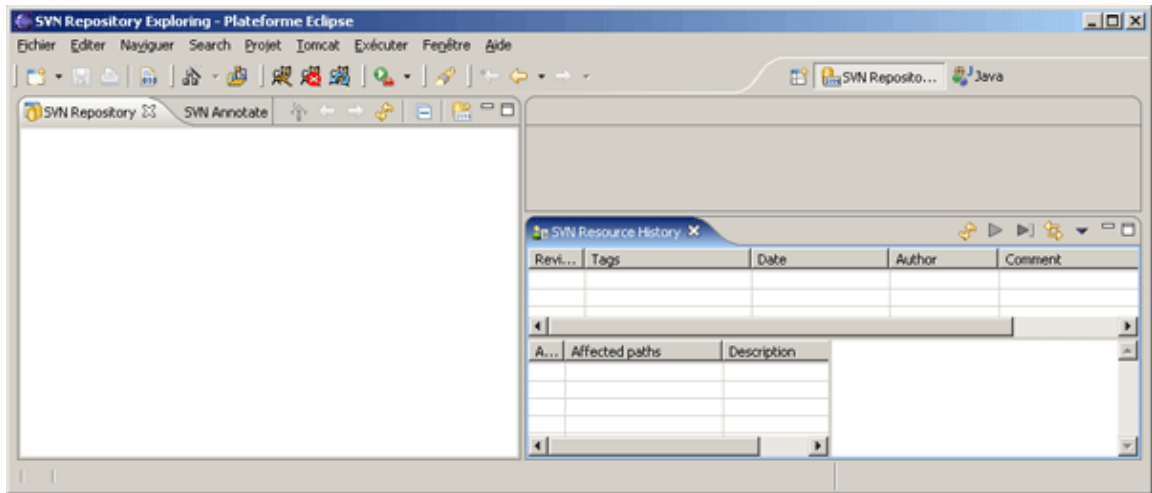 SVN Repository Exploring - Plateforme Eclipse
Fichier Editer Naviguer Search Projet Tomcat Exécuter Fenêtre Aide
SVN Reposito... Java
SVN Repository SVN Annotate
SVN Resource History
Revi... Tags Date Author Comment
A... Affected paths Description